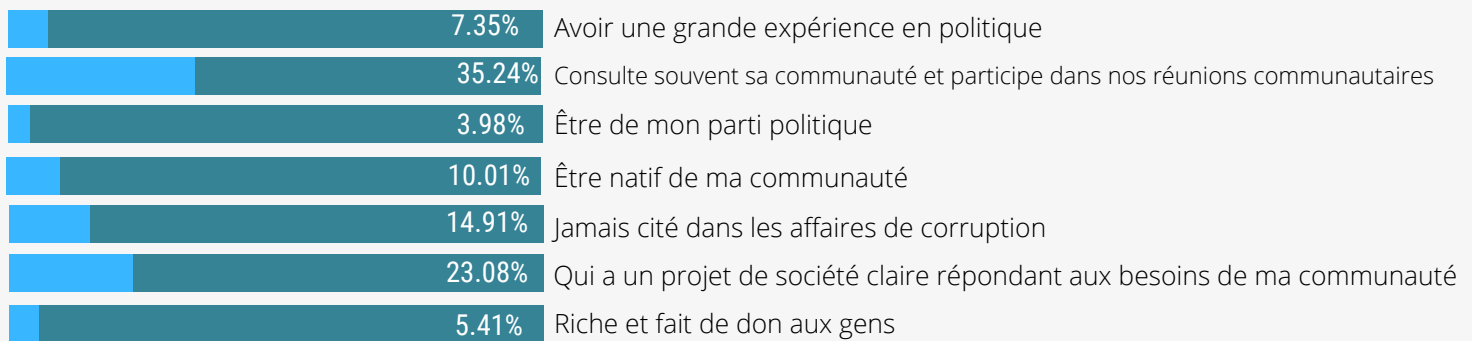 7.35% Avoir une grande expérience en politique
35.24% Consulte souvent sa communauté et participe dans nos réunions communautaires
3.98% Être de mon parti politique
10.01% Être natif de ma communauté
14.91% Jamais cité dans les affaires de corruption
23.08% Qui a un projet de société claire répondant aux besoins de ma communauté
5.41% Riche et fait de don aux gens